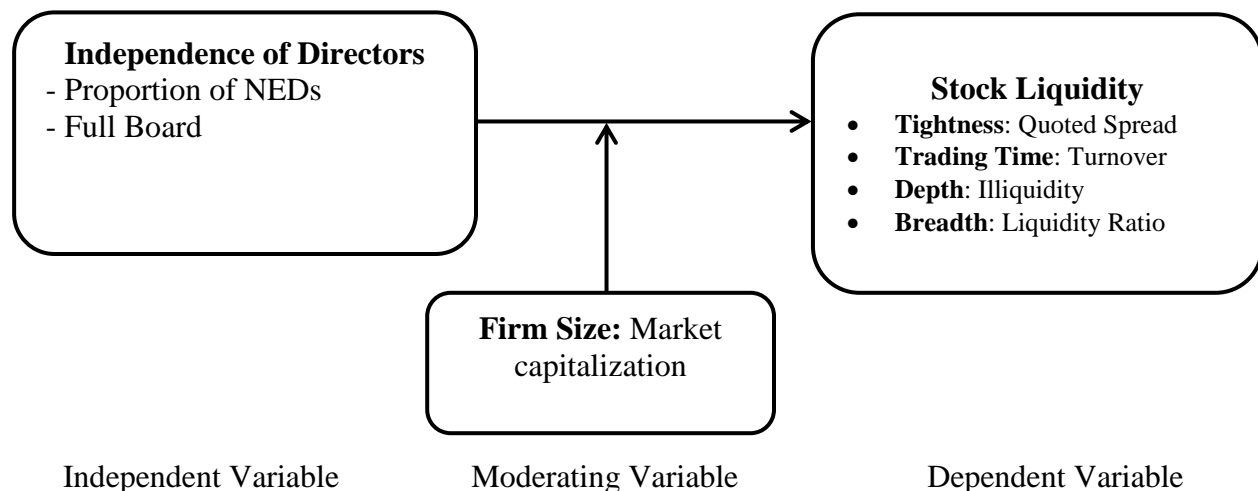 Independence of Directors
- Proportion of NEDs
- Full Board
Stock Liquidity
• Tightness: Quoted Spread
• Trading Time: Turnover
• Depth: Illiquidity
• Breadth: Liquidity Ratio
Firm Size: Market
capitalization
Independent Variable
Moderating Variable
Dependent Variable